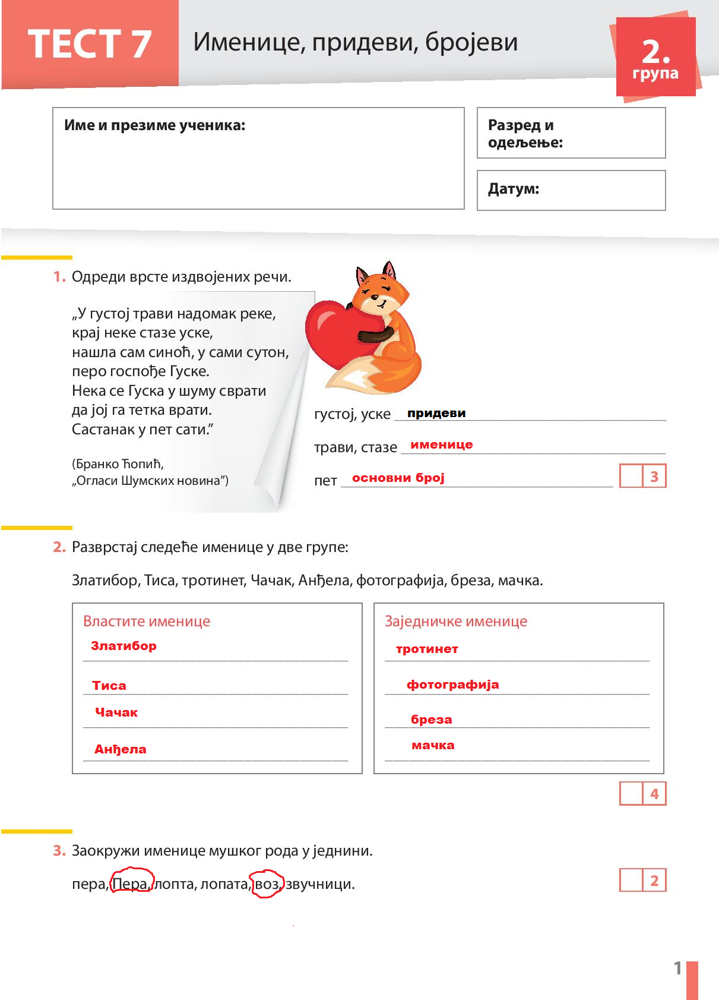 ТЕСТ 7
Именице, придеви, бројеви
2.
група
Име и презиме ученика:
Разред и
одељење:
Датум:
1. Одреди врсте издвојених речи.
„У густој трави надомак реке,
крај неке стазе уске,
нашла сам синоћ, у сами сутон,
перо госпође Гуске.
Нека се Гуска у шуму сврати
да јој га тетка врати.
Састанак у пет сати.”
(Бранко Ћопић,
„Огласи Шумских новина”)
густој, уске придеви
трави, стазе именице
пет основни број
3
2. Разврстај следеће именице у две групе:
Златибор, Тиса, тротинет, Чачак, Анђела, фотографија, бреза, мачка.
Властите именице
Златибор
Тиса
Чачак
Анђела
Заједничке именице
тротинет
фотографија
бреза
мачка
4
3. Заокружи именице мушког рода у једнини.
пера, Пера, лопта, лопата, воз, звучници.
2
1